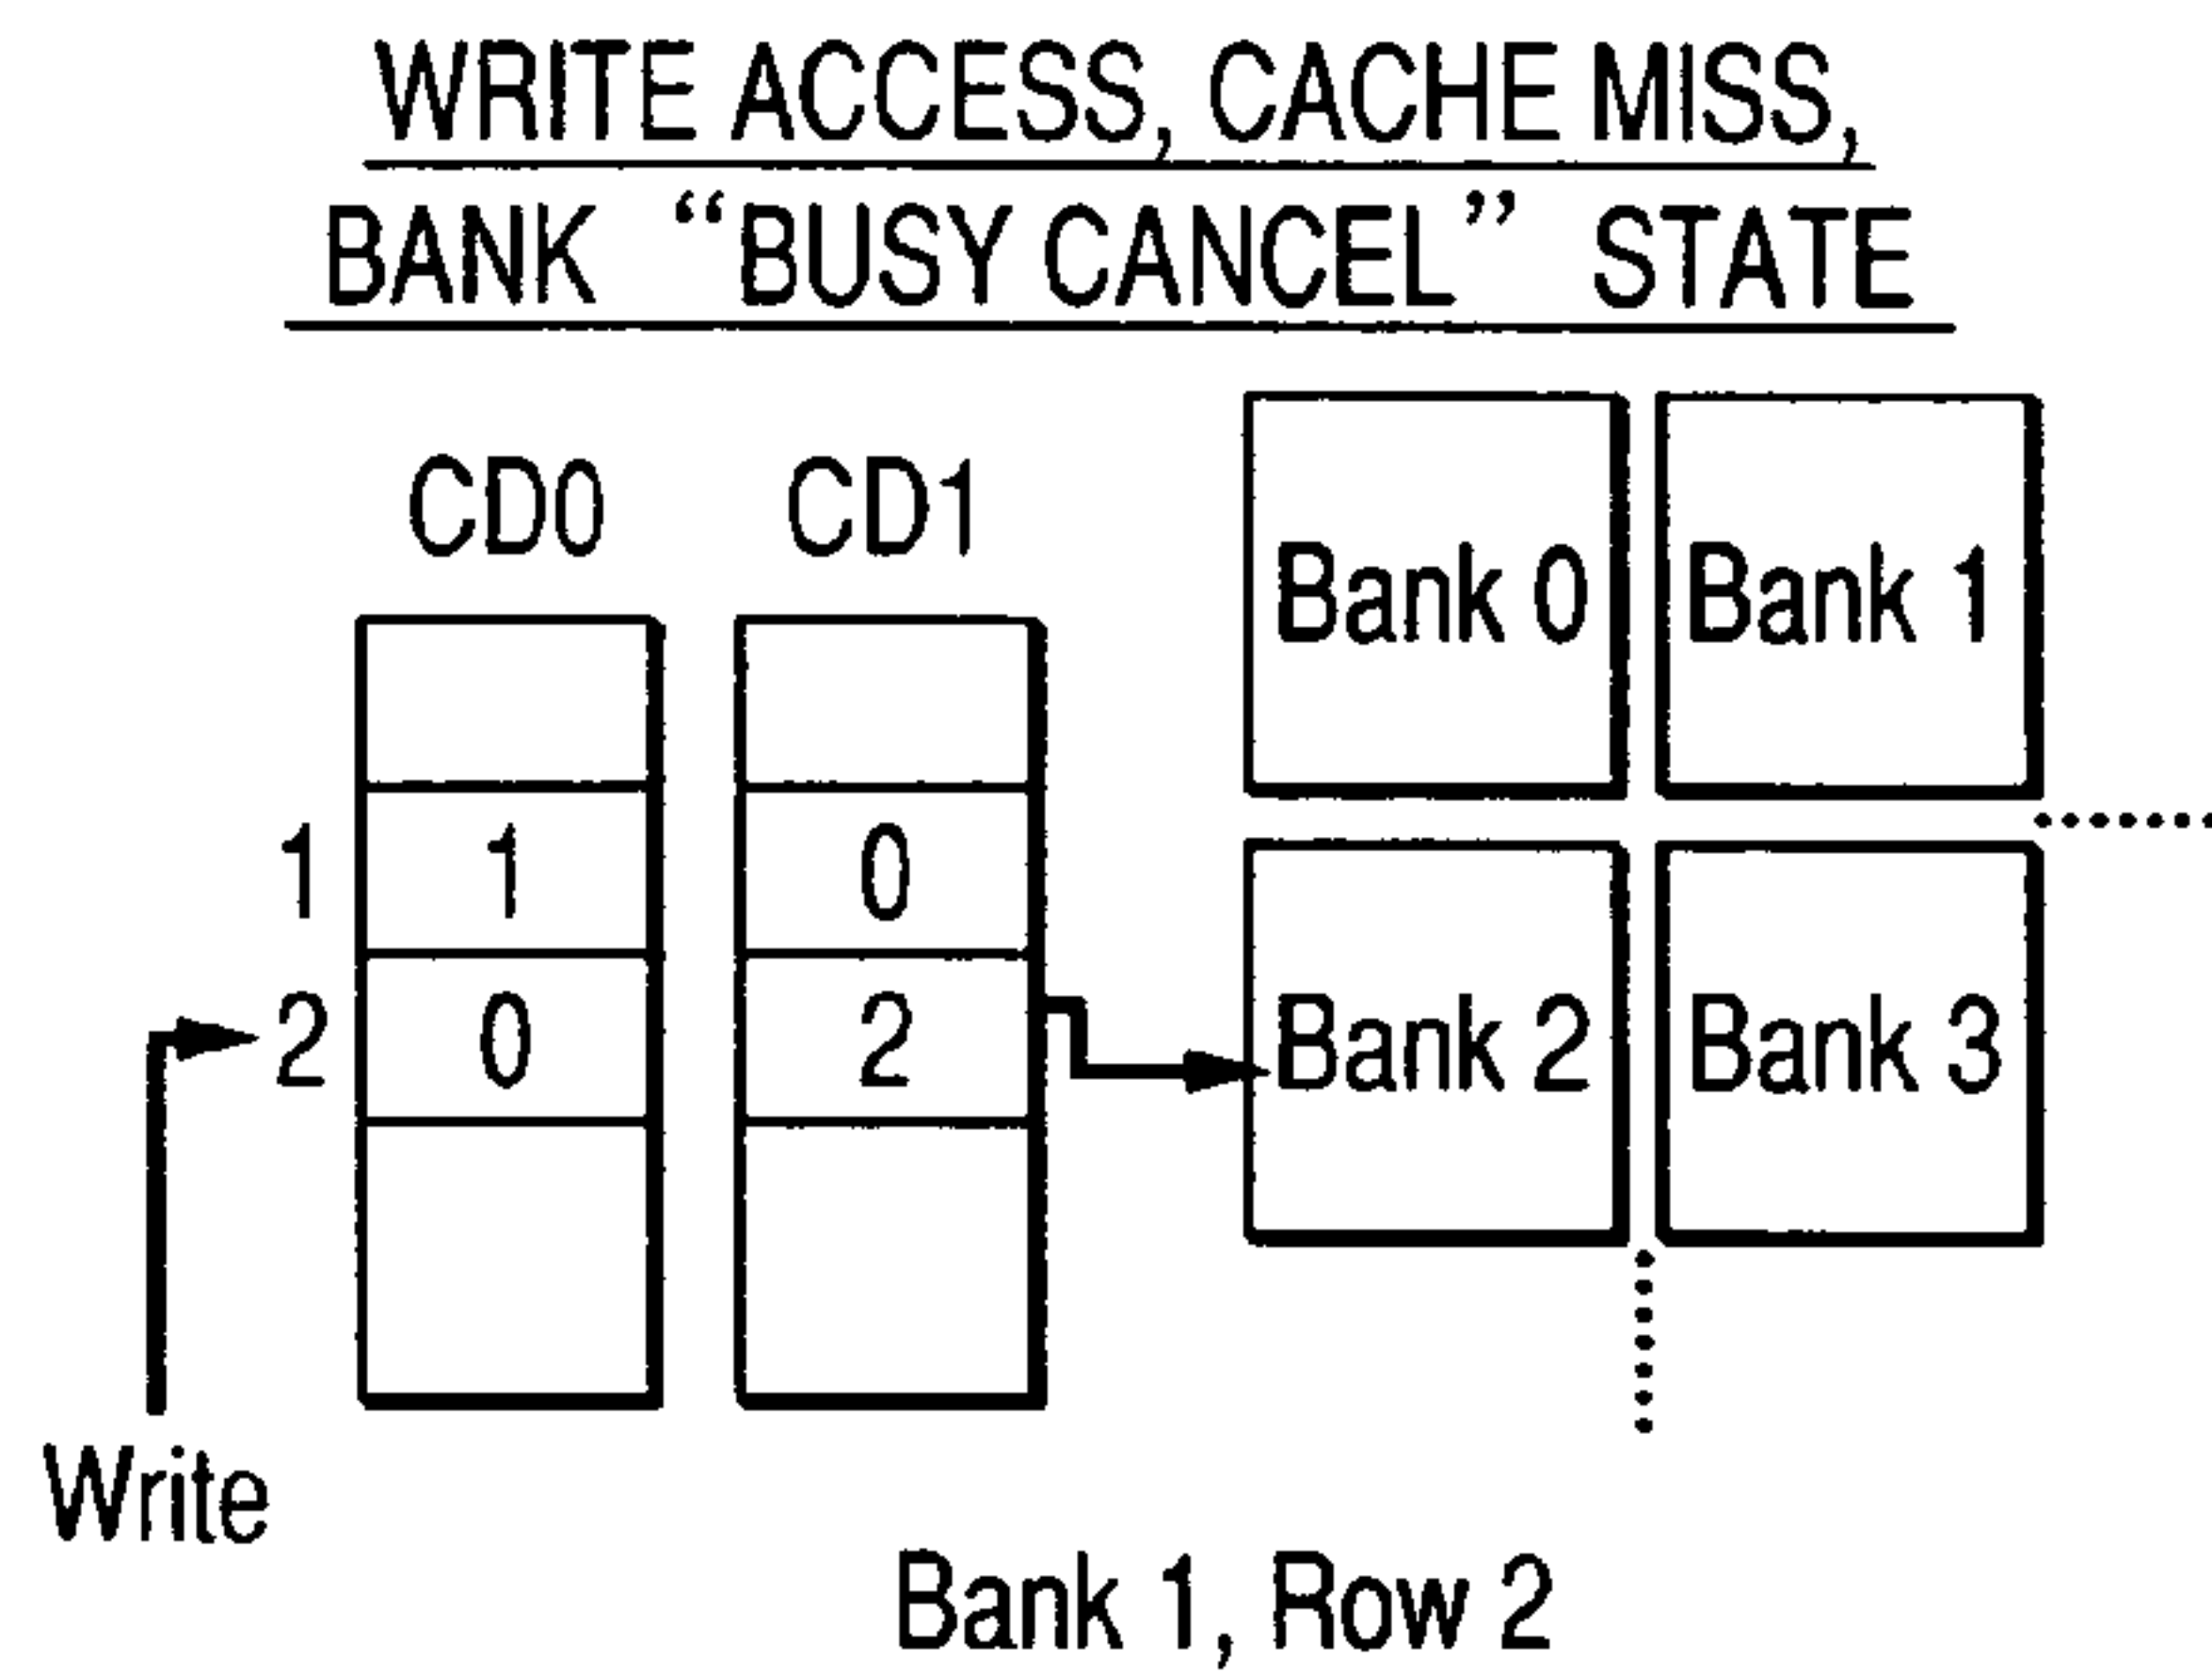 WRITE ACCESS, CACHE MISS,
BANK “BUSY CANCEL” STATE
CD0 CD1
Bank 0 Bank 1
1 1 0
2 0 2 Bank 2 Bank 3
Write
Bank 1, Row 2